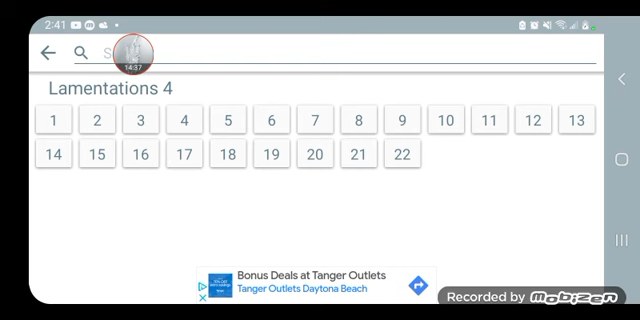 2:41
S
14:37
Lamentations 4
1 2 3 4 5 6 7 8 9 10 11 12 13
14 15 16 17 18 19 20 21 22
Bonus Deals at Tanger Outlets
Tanger Outlets Daytona Beach
Recorded by Mobizen